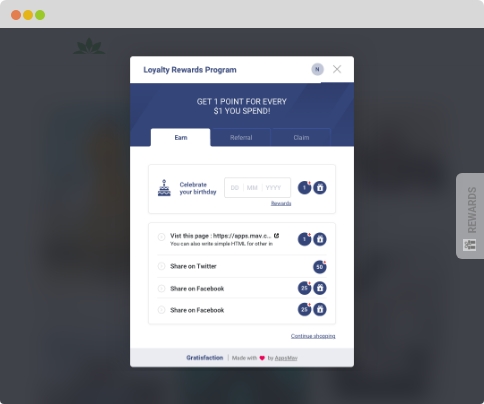 Loyalty Rewards Program
N
GET 1 POINT FOR EVERY
$1 YOU SPEND!
Earn
Referral
Claim
Celebrate
your birthday
DD | MM | YYYY
1
Rewards
Vist this page : https://apps.mav.c...
You can also write simple HTML for other in
1
Share on Twitter
50
Share on Facebook
25
Share on Facebook
25
Continue shopping
Gratisfaction | Made with ❤ by AppsMav
REWARDS